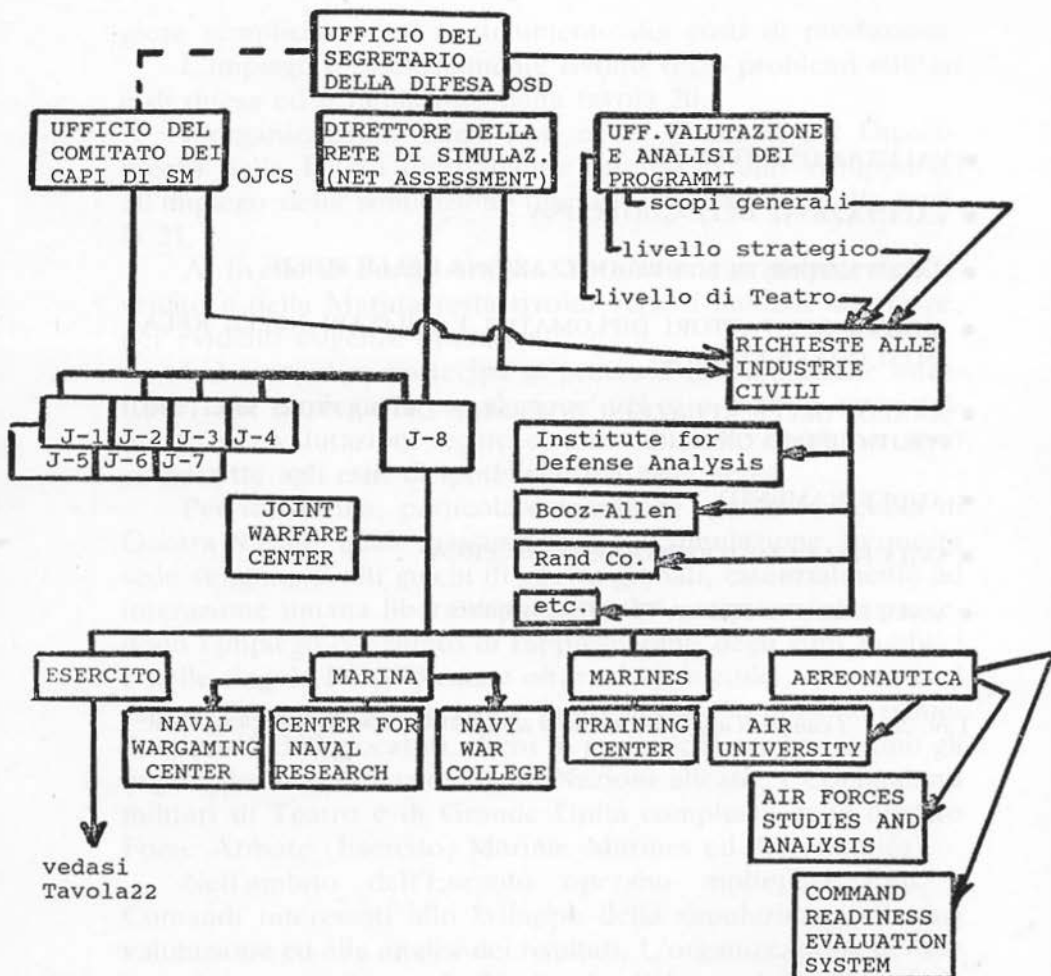 UFFICIO DEL
SEGRETARIO
DELLA DIFESA OSD
UFFICIO DEL
COMITATO DEI
CAPI DI SM OJCS
DIRETTORE DELLA
RETE DI SIMULAZ.
(NET ASSESSMENT)
UFF.VALUTAZIONE
E ANALISI DEI
PROGRAMMI
scopi generali
livello strategico
livello di Teatro
RICHIESTE ALLE
INDUSTRIE
CIVILI
J-1 J-2 J-3 J-4
J-5 J-6 J-7
J-8
JOINT
WARFARE
CENTER
Institute for
Defense Analysis
Booz-Allen
Rand Co.
etc.
ESERCITO
MARINA
MARINES
AEREONAUTICA
NAVAL
WARGAMING
CENTER
CENTER FOR
NAVAL
RESEARCH
NAVY
WAR
COLLEGE
TRAINING
CENTER
AIR
UNIVERSITY
AIR FORCES
STUDIES AND
ANALYSIS
COMMAND
READINESS
EVALUATION
SYSTEM
vedasi
Tavola22